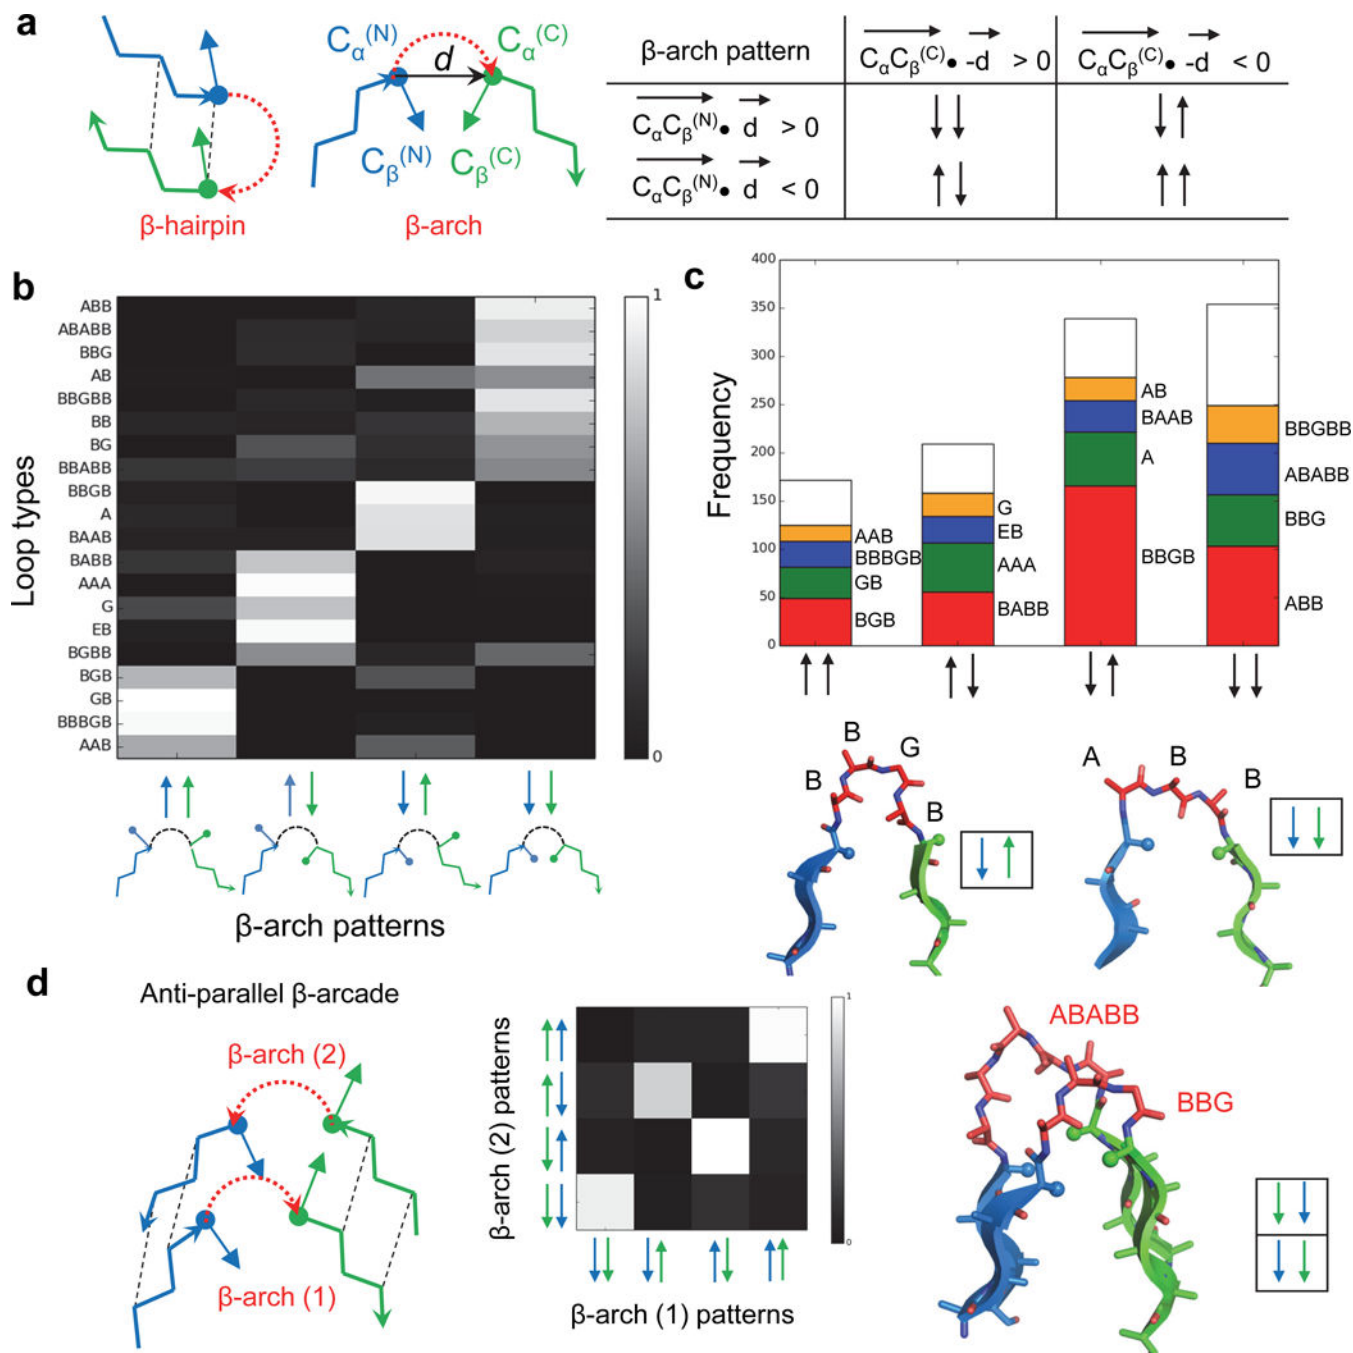 a
Cα(N)
Cα(C)
d
Cβ(N)
Cβ(C)
β-hairpin
β-arch
β-arch pattern
CαCβ(C)• -d > 0
CαCβ(C)• -d < 0
CαCβ(N)• d > 0
↓↓
↓↑
CαCβ(N)• d < 0
↑↓
↑↑
b
Loop types
ABB
ABABB
BBG
AB
BBGBB
BB
BG
BBABB
BBGB
A
BAAB
BABB
AAA
G
EB
BGBB
BGB
GB
BBBGB
AAB
1
0
↑↑ ↑↓ ↓↑ ↓↓
β-arch patterns
c
Frequency
400
350
300
250
200
150
100
50
0
AAB
BBBGB
GB
BGB
G
EB
AAA
BABB
AB
BAAB
A
BBGB
BBGBB
ABABB
BBG
ABB
↑↑ ↑↓ ↓↑ ↓↓
B
B
G
B
↓↑
A
B
B
↓↓
d
Anti-parallel β-arcade
β-arch (2)
β-arch (1)
β-arch (2) patterns
↑↑
↑↓
↓↑
↓↓
1
0
↓↓ ↓↑ ↑↓ ↑↑
β-arch (1) patterns
ABABB
BBG
↓↓
↓↓